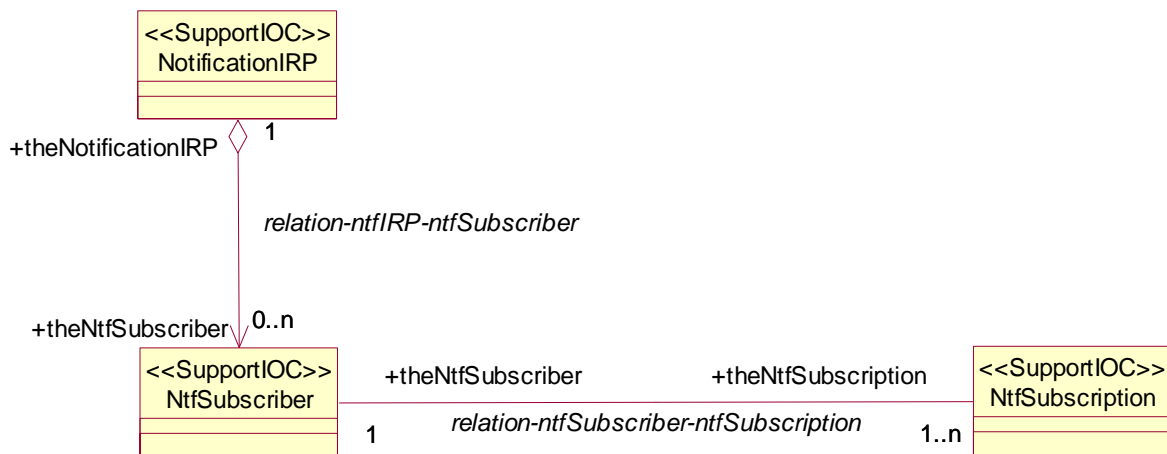 <<SupportIOC>>
NotificationIRP
1
+theNotificationIRP
relation-ntfIRP-ntfSubscriber
0..n
+theNtfSubscriber
<<SupportIOC>>
NtfSubscriber
+theNtfSubscriber
+theNtfSubscription
relation-ntfSubscriber-ntfSubscription
1
1..n
<<SupportIOC>>
NtfSubscription